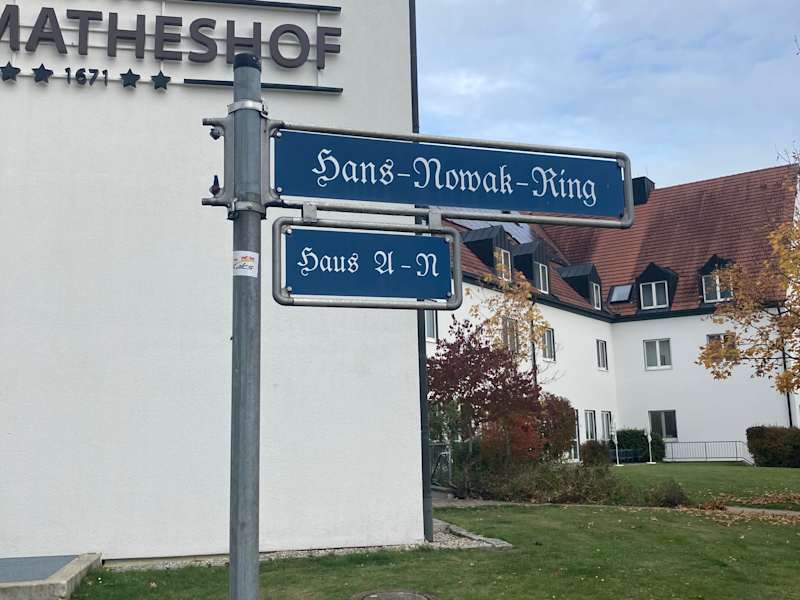 MATHESHOF
1671
Hans-Nowak-Ring
Haus A-N